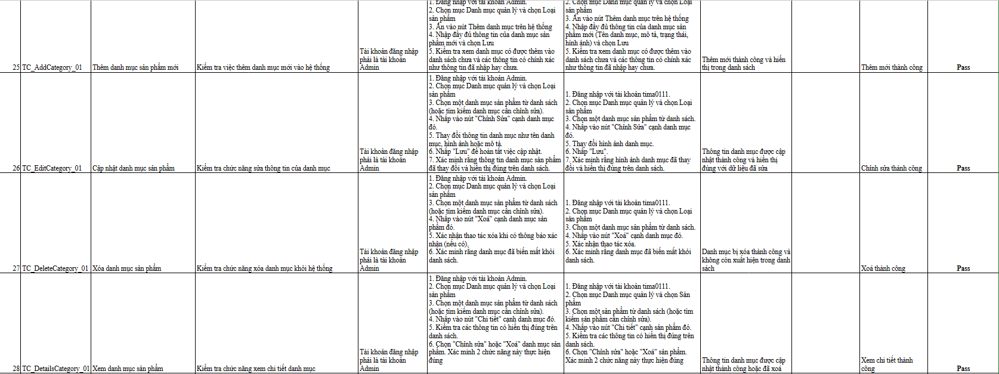 25
TC_AddCategory_01
Thêm danh mục sản phẩm mới
Kiểm tra việc thêm danh mục mới vào hệ thống
Tài khoản đăng nhập
phải là tài khoản
Admin
1. Đăng nhập với tài khoản Admin.
2. Chọn mục Danh mục quản lý và chọn Loại
sản phẩm
3. Ấn vào nút Thêm danh mục trên hệ thống
4. Nhập đầy đủ thông tin của danh mục sản
phẩm mới và chọn Lưu
5. Kiểm tra xem danh mục có được thêm vào
danh sách chưa và các thông tin có chính xác
như thông tin đã nhập hay chưa.
2. Chọn mục Danh mục quản lý và chọn Loại
sản phẩm
3. Ấn vào nút Thêm danh mục trên hệ thống
4. Nhập đầy đủ thông tin của danh mục sản
phẩm mới (Tên danh mục, mô tả, trạng thái,
hình ảnh) và chọn Lưu
5. Kiểm tra xem danh mục có được thêm vào
danh sách chưa và các thông tin có chính xác
như thông tin đã nhập hay chưa.
Thêm mới thành công và hiển
thị trong danh sách
Thêm mới thành công
Pass
26
TC_EditCategory_01
Cập nhật danh mục sản phẩm
Kiểm tra chức năng sửa thông tin của danh mục
Tài khoản đăng nhập
phải là tài khoản
Admin
1. Đăng nhập với tài khoản Admin.
2. Chọn mục Danh mục quản lý và chọn Loại
sản phẩm
3. Chọn một danh mục sản phẩm từ danh sách
(hoặc tìm kiếm danh mục cần chỉnh sửa).
4. Nhấp vào nút "Chỉnh Sửa" cạnh danh mục
đó.
5. Thay đổi thông tin danh mục như tên danh
mục, hình ảnh hoặc mô tả.
6. Nhấp "Lưu" để hoàn tất việc cập nhật.
7. Xác minh rằng thông tin danh mục sản phẩm
đã thay đổi và hiển thị đúng trên danh sách.
1. Đăng nhập với tài khoản tima0111.
2. Chọn mục Danh mục quản lý và chọn Loại
sản phẩm
3. Chọn một danh mục sản phẩm từ danh sách.
4. Nhấp vào nút "Chỉnh Sửa" cạnh danh mục
đó.
5. Thay đổi hình ảnh danh mục.
6. Nhấp "Lưu".
7. Xác minh rằng hình ảnh danh mục đã thay
đổi và hiển thị đúng trên danh sách.
Thông tin danh mục được cập
nhật thành công và hiển thị
đúng với dữ liệu đã sửa
Chỉnh sửa thành công
Pass
27
TC_DeleteCategory_01
Xóa danh mục sản phẩm
Kiểm tra chức năng xóa danh mục khỏi hệ thống
Tài khoản đăng nhập
phải là tài khoản
Admin
1. Đăng nhập với tài khoản Admin.
2. Chọn mục Danh mục quản lý và chọn Loại
sản phẩm
3. Chọn một danh mục sản phẩm từ danh sách
(hoặc tìm kiếm danh mục cần chỉnh sửa).
4. Nhấp vào nút "Xoá" cạnh danh mục sản
phẩm đó.
5. Xác nhận thao tác xóa khi có thông báo xác
nhận (nếu có).
6. Xác minh rằng danh mục đã biến mất khỏi
danh sách.
1. Đăng nhập với tài khoản tima0111.
2. Chọn mục Danh mục quản lý và chọn Loại
sản phẩm
3. Chọn một danh mục sản phẩm từ danh sách.
4. Nhấp vào nút "Xoá" cạnh danh mục đó.
5. Xác nhận thao tác xóa.
6. Xác minh rằng danh mục đã biến mất khỏi
danh sách.
Danh mục bị xóa thành công và
không còn xuất hiện trong danh
sách
Xoá thành công
Pass
28
TC_DetailsCategory_01
Xem danh mục sản phẩm
Kiểm tra chức năng xem chi tiết danh mục
Tài khoản đăng nhập
phải là tài khoản
Admin
1. Đăng nhập với tài khoản Admin.
2. Chọn mục Danh mục quản lý và chọn Loại
sản phẩm
3. Chọn một danh mục sản phẩm từ danh sách
(hoặc tìm kiếm danh mục cần chỉnh sửa).
4. Nhấp vào nút "Chi tiết" cạnh danh mục đó.
5. Kiểm tra các thông tin có hiển thị đúng trên
danh sách.
6. Chọn "Chỉnh sửa" hoặc "Xoá" danh mục sản
phẩm. Xác minh 2 chức năng này thực hiện
đúng
1. Đăng nhập với tài khoản tima0111.
2. Chọn mục Danh mục quản lý và chọn Sản
phẩm
3. Chọn một sản phẩm từ danh sách (hoặc tìm
kiếm sản phẩm cần chỉnh sửa).
4. Nhấp vào nút "Chi tiết" cạnh sản phẩm đó.
5. Kiểm tra các thông tin có hiển thị đúng trên
danh sách.
6. Chọn "Chỉnh sửa" hoặc "Xoá" sản phẩm.
Xác minh 2 chức năng này thực hiện đúng
Thông tin danh mục được cập
nhật thành công hoặc đã xoá
Xem chi tiết thành
công
Pass